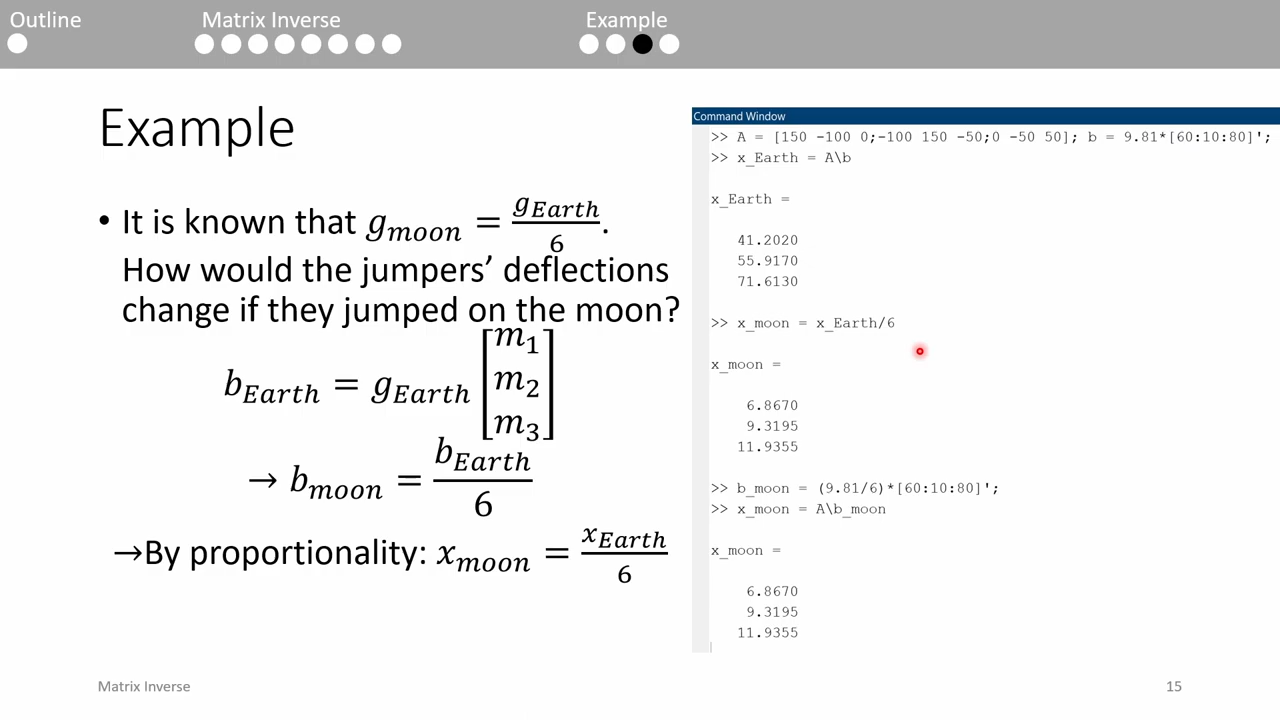 Outline
Matrix Inverse
Example
Example
• It is known that g_moon = g_Earth/6.
How would the jumpers’ deflections
change if they jumped on the moon?
b_Earth = g_Earth [m_1 m_2 m_3]
→ b_moon = b_Earth/6
→By proportionality: x_moon = x_Earth/6
Command Window
>> A = [150 -100 0;-100 150 -50;0 -50 50]; b = 9.81*[60:10:80]';
>> x_Earth = A\b
x_Earth =
41.2020
55.9170
71.6130
>> x_moon = x_Earth/6
x_moon =
6.8670
9.3195
11.9355
>> b_moon = (9.81/6)*[60:10:80]';
>> x_moon = A\b_moon
x_moon =
6.8670
9.3195
11.9355
Matrix Inverse
15